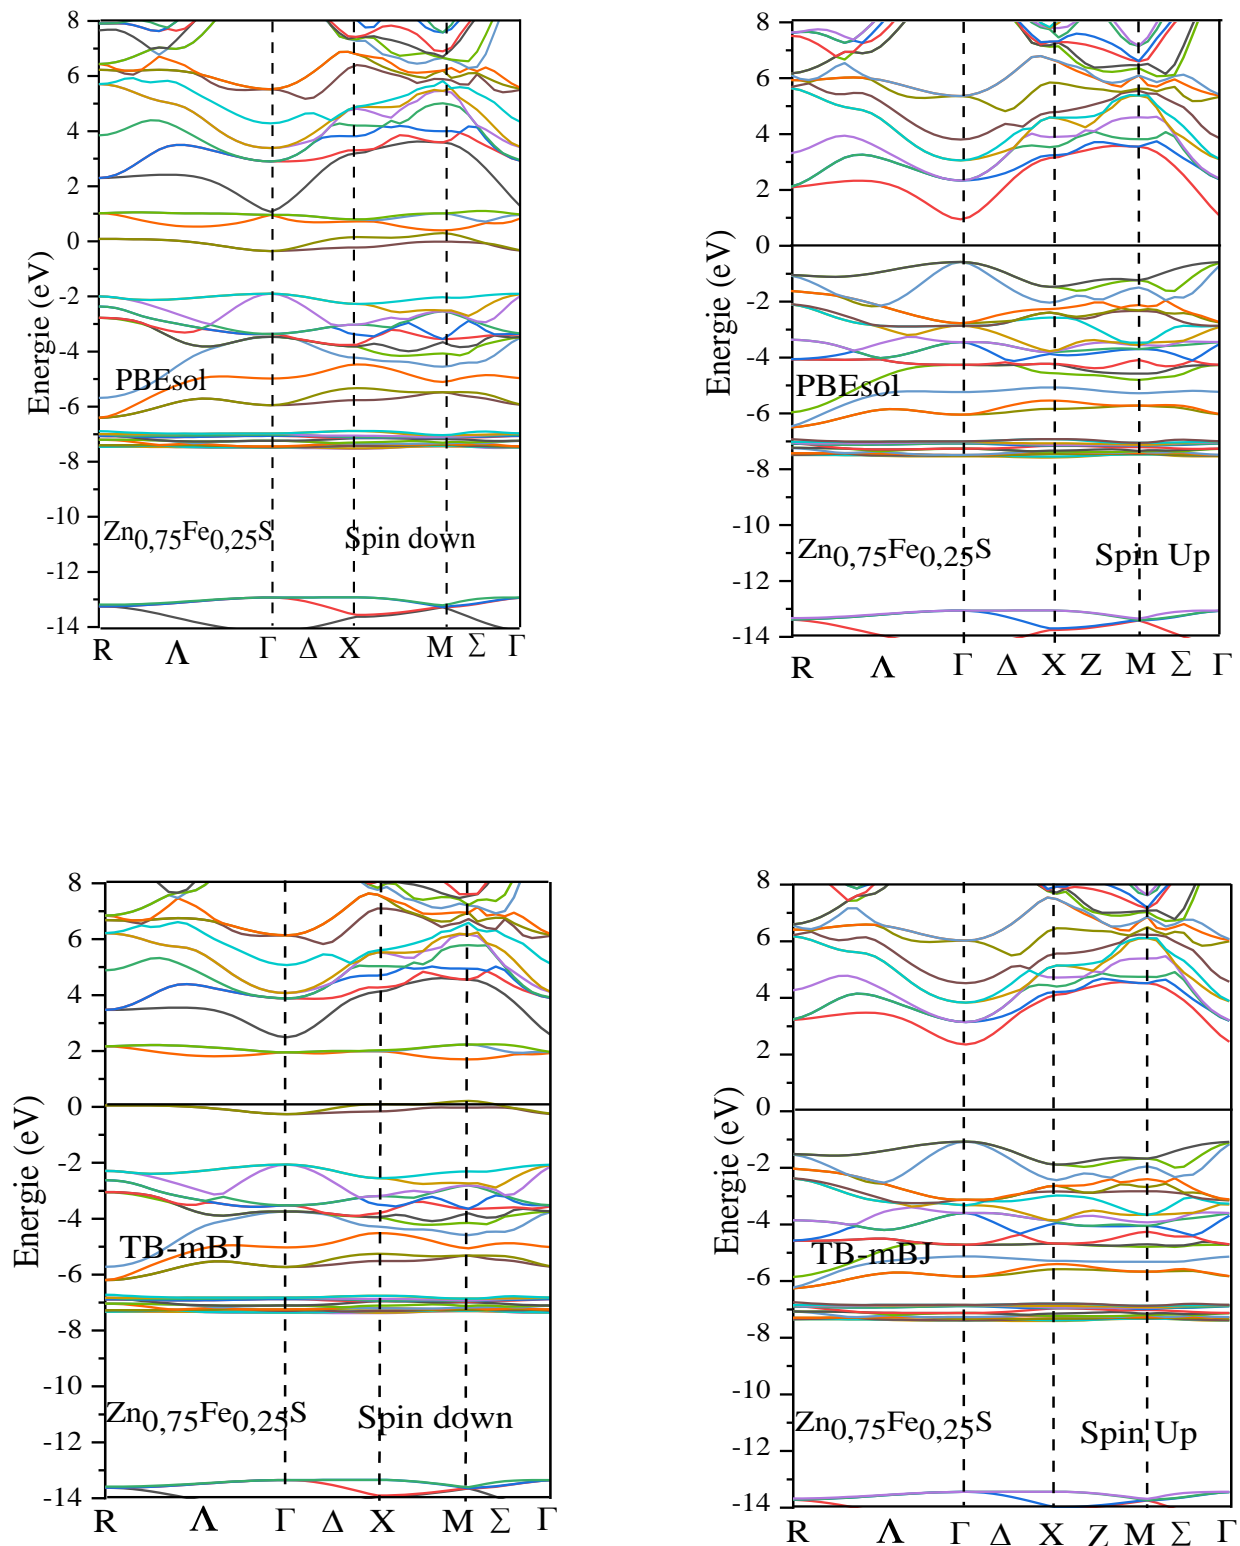 8
6
4
2
0
-2
-4
-6
-8
-10
-12
-14
Energie (eV)
PBEsol
Zn0,75Fe0,25S
Spin down
R Λ Γ Δ X M Σ Γ
8
6
4
2
0
-2
-4
-6
-8
-10
-12
-14
Energie (eV)
PBEsol
Zn0,75Fe0,25S
Spin Up
R Λ Γ Δ X Z M Σ Γ
8
6
4
2
0
-2
-4
-6
-8
-10
-12
-14
Energie (eV)
TB-mBJ
Zn0,75Fe0,25S
Spin down
R Λ Γ Δ X M Σ Γ
8
6
4
2
0
-2
-4
-6
-8
-10
-12
-14
Energie (eV)
TB-mBJ
Zn0,75Fe0,25S
Spin Up
R Λ Γ Δ X Z M Σ Γ